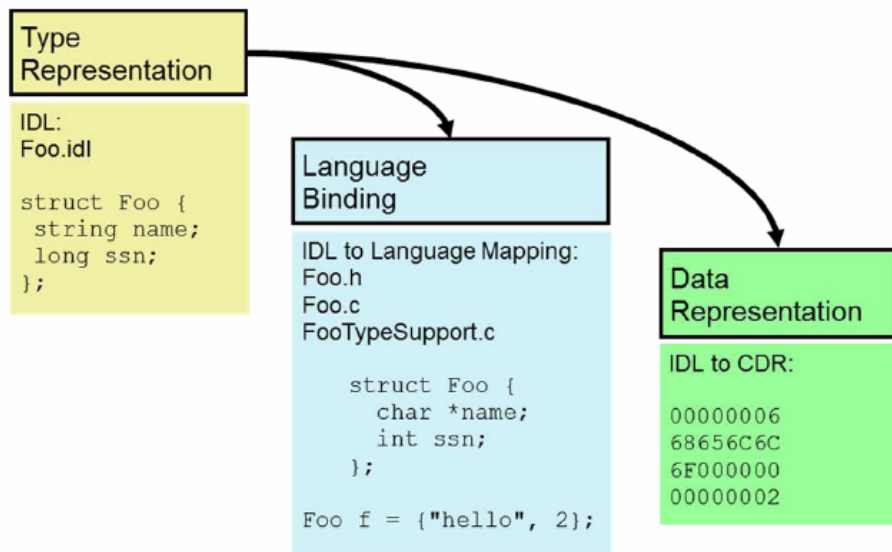 Type
Representation
IDL:
Foo.idl
struct Foo {
 string name;
 long ssn;
};
Language
Binding
IDL to Language Mapping:
Foo.h
Foo.c
FooTypeSupport.c
struct Foo {
  char *name;
  int ssn;
};
Foo f = {"hello", 2};
Data
Representation
IDL to CDR:
00000006
68656C6C
6F000000
00000002